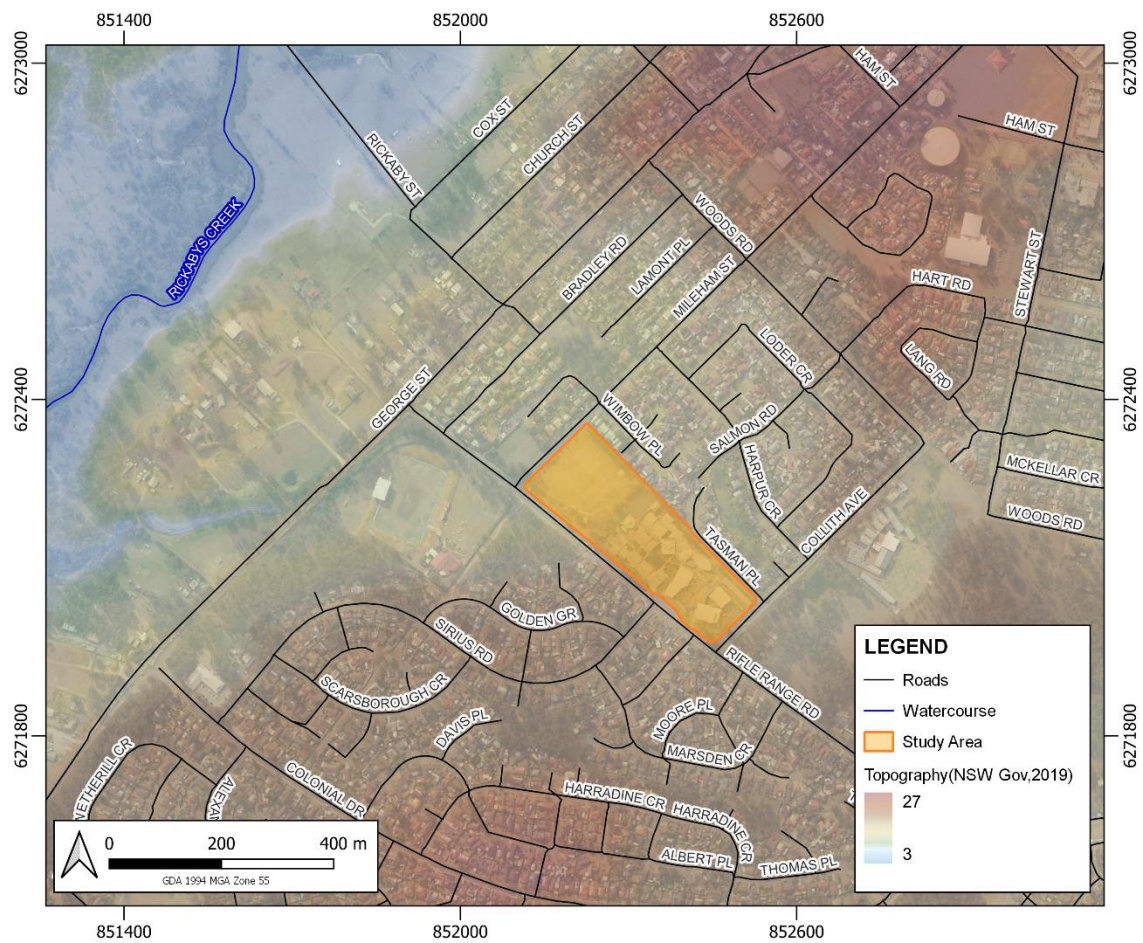 851400
852000
852600
6273000
6273000
HAM ST
COX ST
CHURCH ST
RICKABY ST
HAM ST
WOODS RD
RICKABYS CREEK
BRADLEY RD
LAMONT PL
MILEHAM ST
STEWART ST
HART RD
LODER CR
LANG RD
6272400
6272400
GEORGE ST
WIMBOW PL
SALMON RD
HARPUR CR
MCKELLAR CR
WOODS RD
COLLITH AVE
TASMAN PL
GOLDEN GR
SIRIUS RD
RIFLE RANGE RD
SCARSBOROUGH CR
MOORE PL
DAVIS PL
MARSDEN CR
6271800
6271800
NETHERILL CR
COLONIAL DR
HARRADINE CR
HARRADINE CR
ALBERT PL
THOMAS PL
LEGEND
Roads
Watercourse
Study Area
Topography(NSW Gov,2019)
27
3
0 200 400 m
GDA 1994 MGA Zone 55
851400
852000
852600